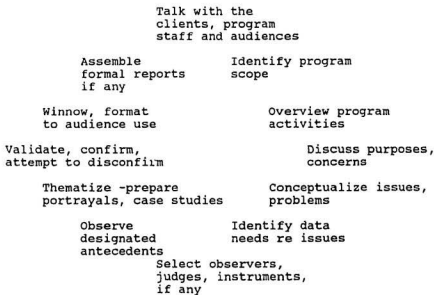 Talk with the
clients, program
staff and audiences
Assemble
formal reports
if any
Identify program
scope
Winnow, format
to audience use
Overview program
activities
Validate, confirm,
attempt to disconfirm
Discuss purposes,
concerns
Thematize -prepare
portrayals, case studies
Conceptualize issues,
problems
Observe
designated
antecedents
Identify data
needs re issues
Select observers,
judges, instruments,
if any